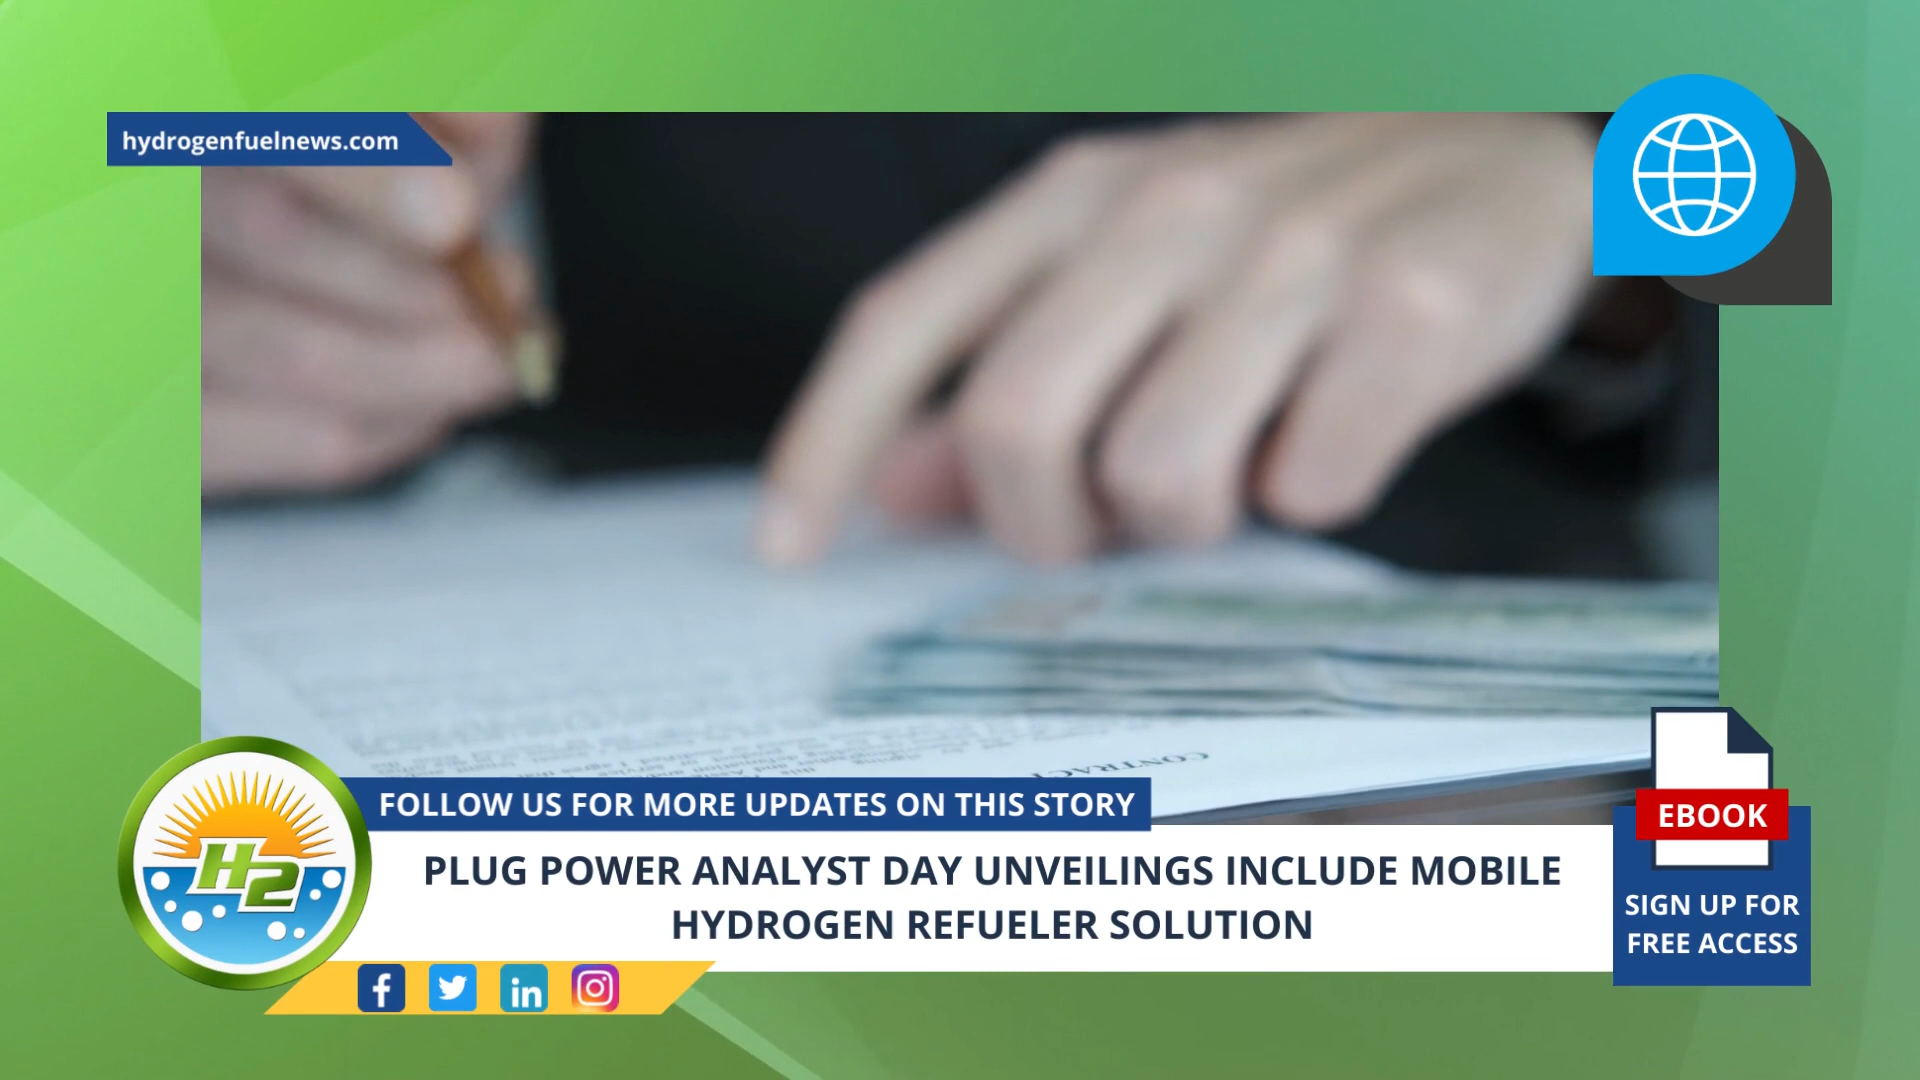 hydrogenfuelnews.com
CONTRACT
FOLLOW US FOR MORE UPDATES ON THIS STORY
PLUG POWER ANALYST DAY UNVEILINGS INCLUDE MOBILE
HYDROGEN REFUELER SOLUTION
H2
EBOOK
SIGN UP FOR
FREE ACCESS